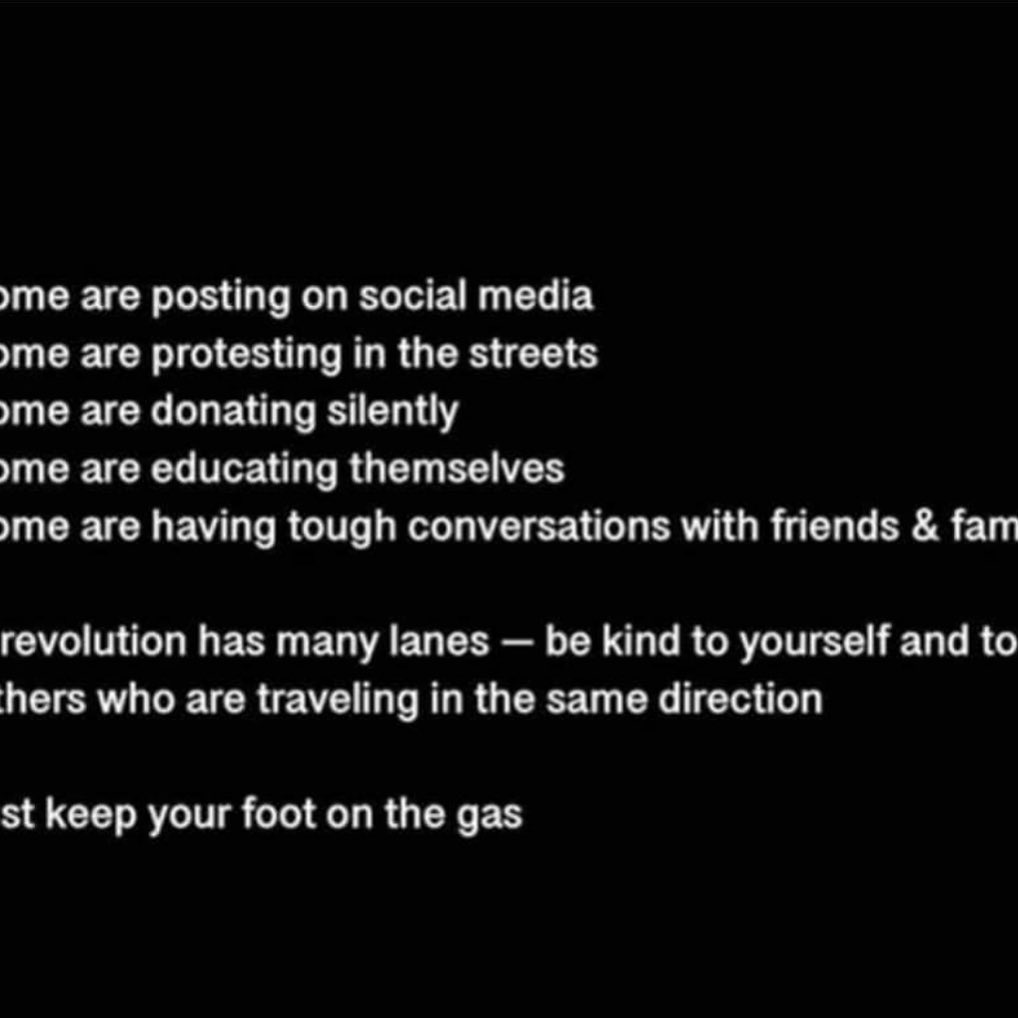 ome are posting on social media
ome are protesting in the streets
ome are donating silently
ome are educating themselves
ome are having tough conversations with friends & fam
revolution has many lanes — be kind to yourself and to
thers who are traveling in the same direction
st keep your foot on the gas